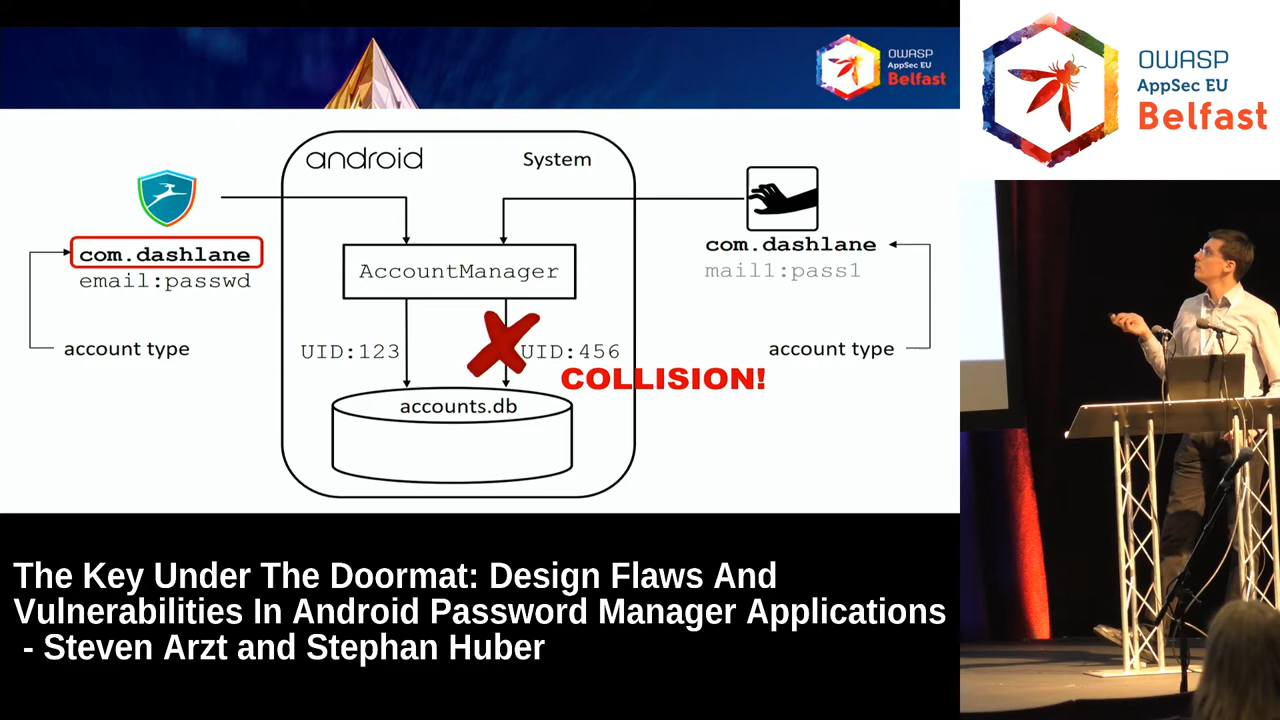 OWASP
AppSec EU
Belfast
OWASP
AppSec EU
Belfast
android
System
com.dashlane
email:passwd
account type
AccountManager
com.dashlane
mail1:pass1
account type
UID:123
UID:456
COLLISION!
accounts.db
The Key Under The Doormat: Design Flaws And
Vulnerabilities In Android Password Manager Applications
- Steven Arzt and Stephan Huber